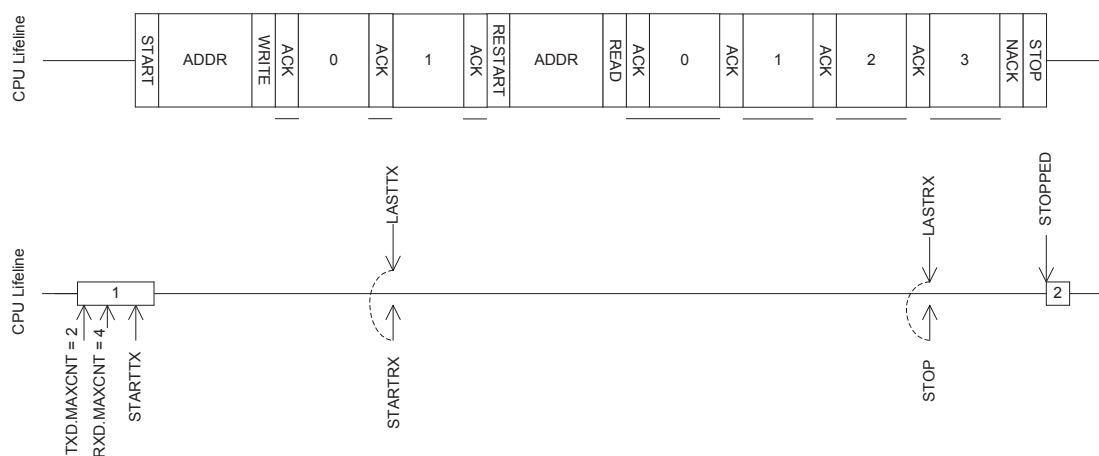 CPU Lifeline
START
ADDR
WRITE
ACK
0
ACK
1
ACK
RESTART
ADDR
READ
ACK
0
ACK
1
ACK
2
ACK
3
NACK
STOP
LASTTX
LASTRX
STOPPED
CPU Lifeline
1
2
TXD.MAXCNT = 2
RXD.MAXCNT = 4
STARTTX
STARTRX
STOP